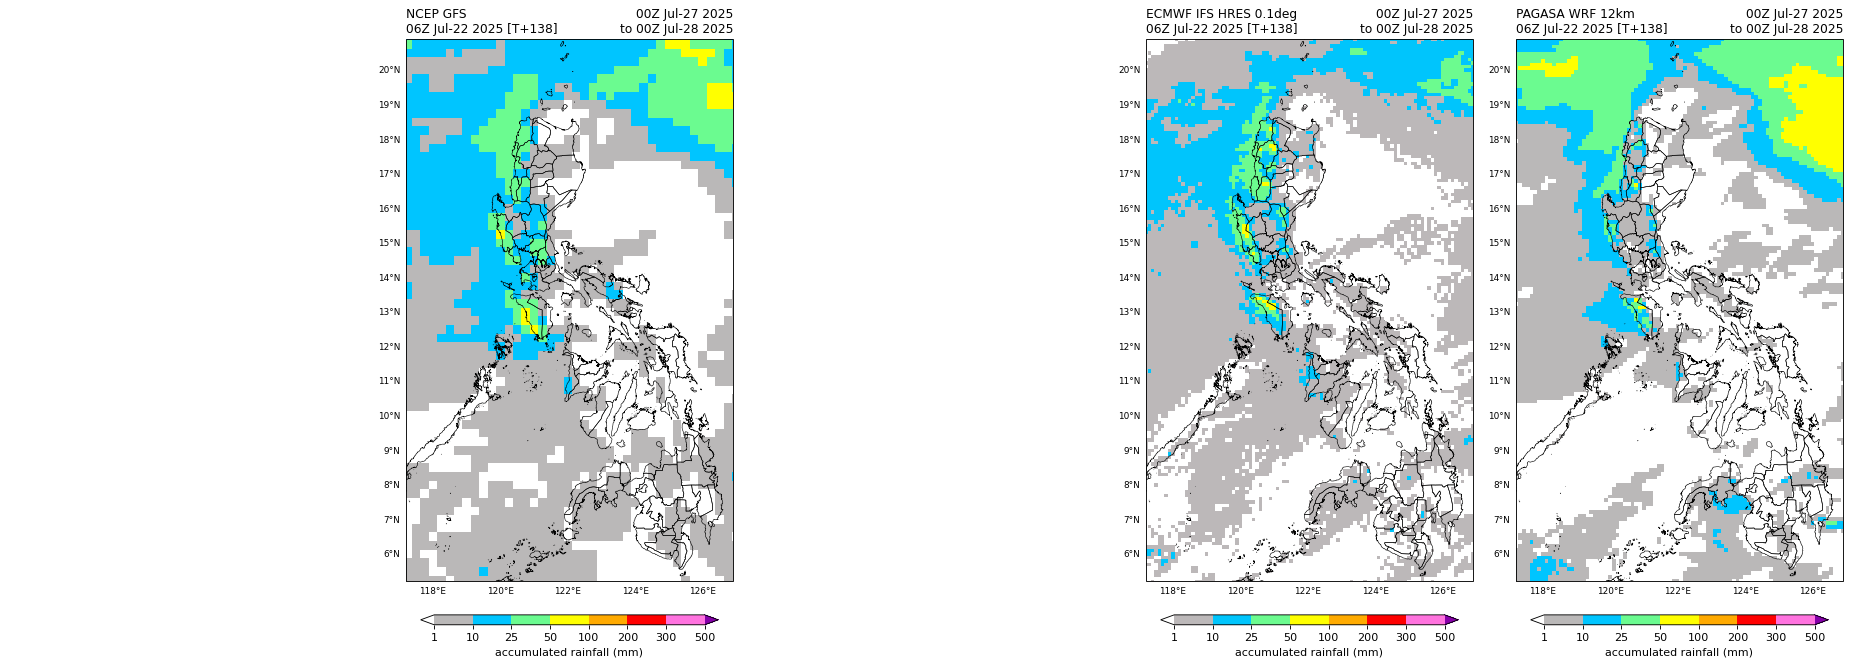 NCEP GFS 00Z Jul-27 2025
06Z Jul-22 2025 [T+138] to 00Z Jul-28 2025
20°N
19°N
18°N
17°N
16°N
15°N
14°N
13°N
12°N
11°N
10°N
9°N
8°N
7°N
6°N
118°E 120°E 122°E 124°E 126°E
1 10 25 50 100 200 300 500
accumulated rainfall (mm)
ECMWF IFS HRES 0.1deg 00Z Jul-27 2025
06Z Jul-22 2025 [T+138] to 00Z Jul-28 2025
20°N
19°N
18°N
17°N
16°N
15°N
14°N
13°N
12°N
11°N
10°N
9°N
8°N
7°N
6°N
118°E 120°E 122°E 124°E 126°E
1 10 25 50 100 200 300 500
accumulated rainfall (mm)
PAGASA WRF 12km 00Z Jul-27 2025
06Z Jul-22 2025 [T+138] to 00Z Jul-28 2025
20°N
19°N
18°N
17°N
16°N
15°N
14°N
13°N
12°N
11°N
10°N
9°N
8°N
7°N
6°N
118°E 120°E 122°E 124°E 126°E
1 10 25 50 100 200 300 500
accumulated rainfall (mm)